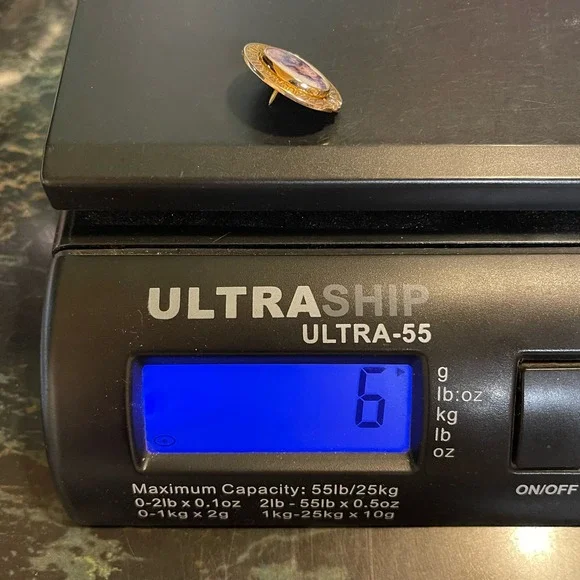 ULTRASHIP
ULTRA-55
6
g
lb:oz
kg
lb
oz
Maximum Capacity: 55lb/25kg
0-2lb x 0.1oz 2lb - 55lb x 0.5oz
0-1kg x 2g 1kg-25kg x 10g
ON/OFF